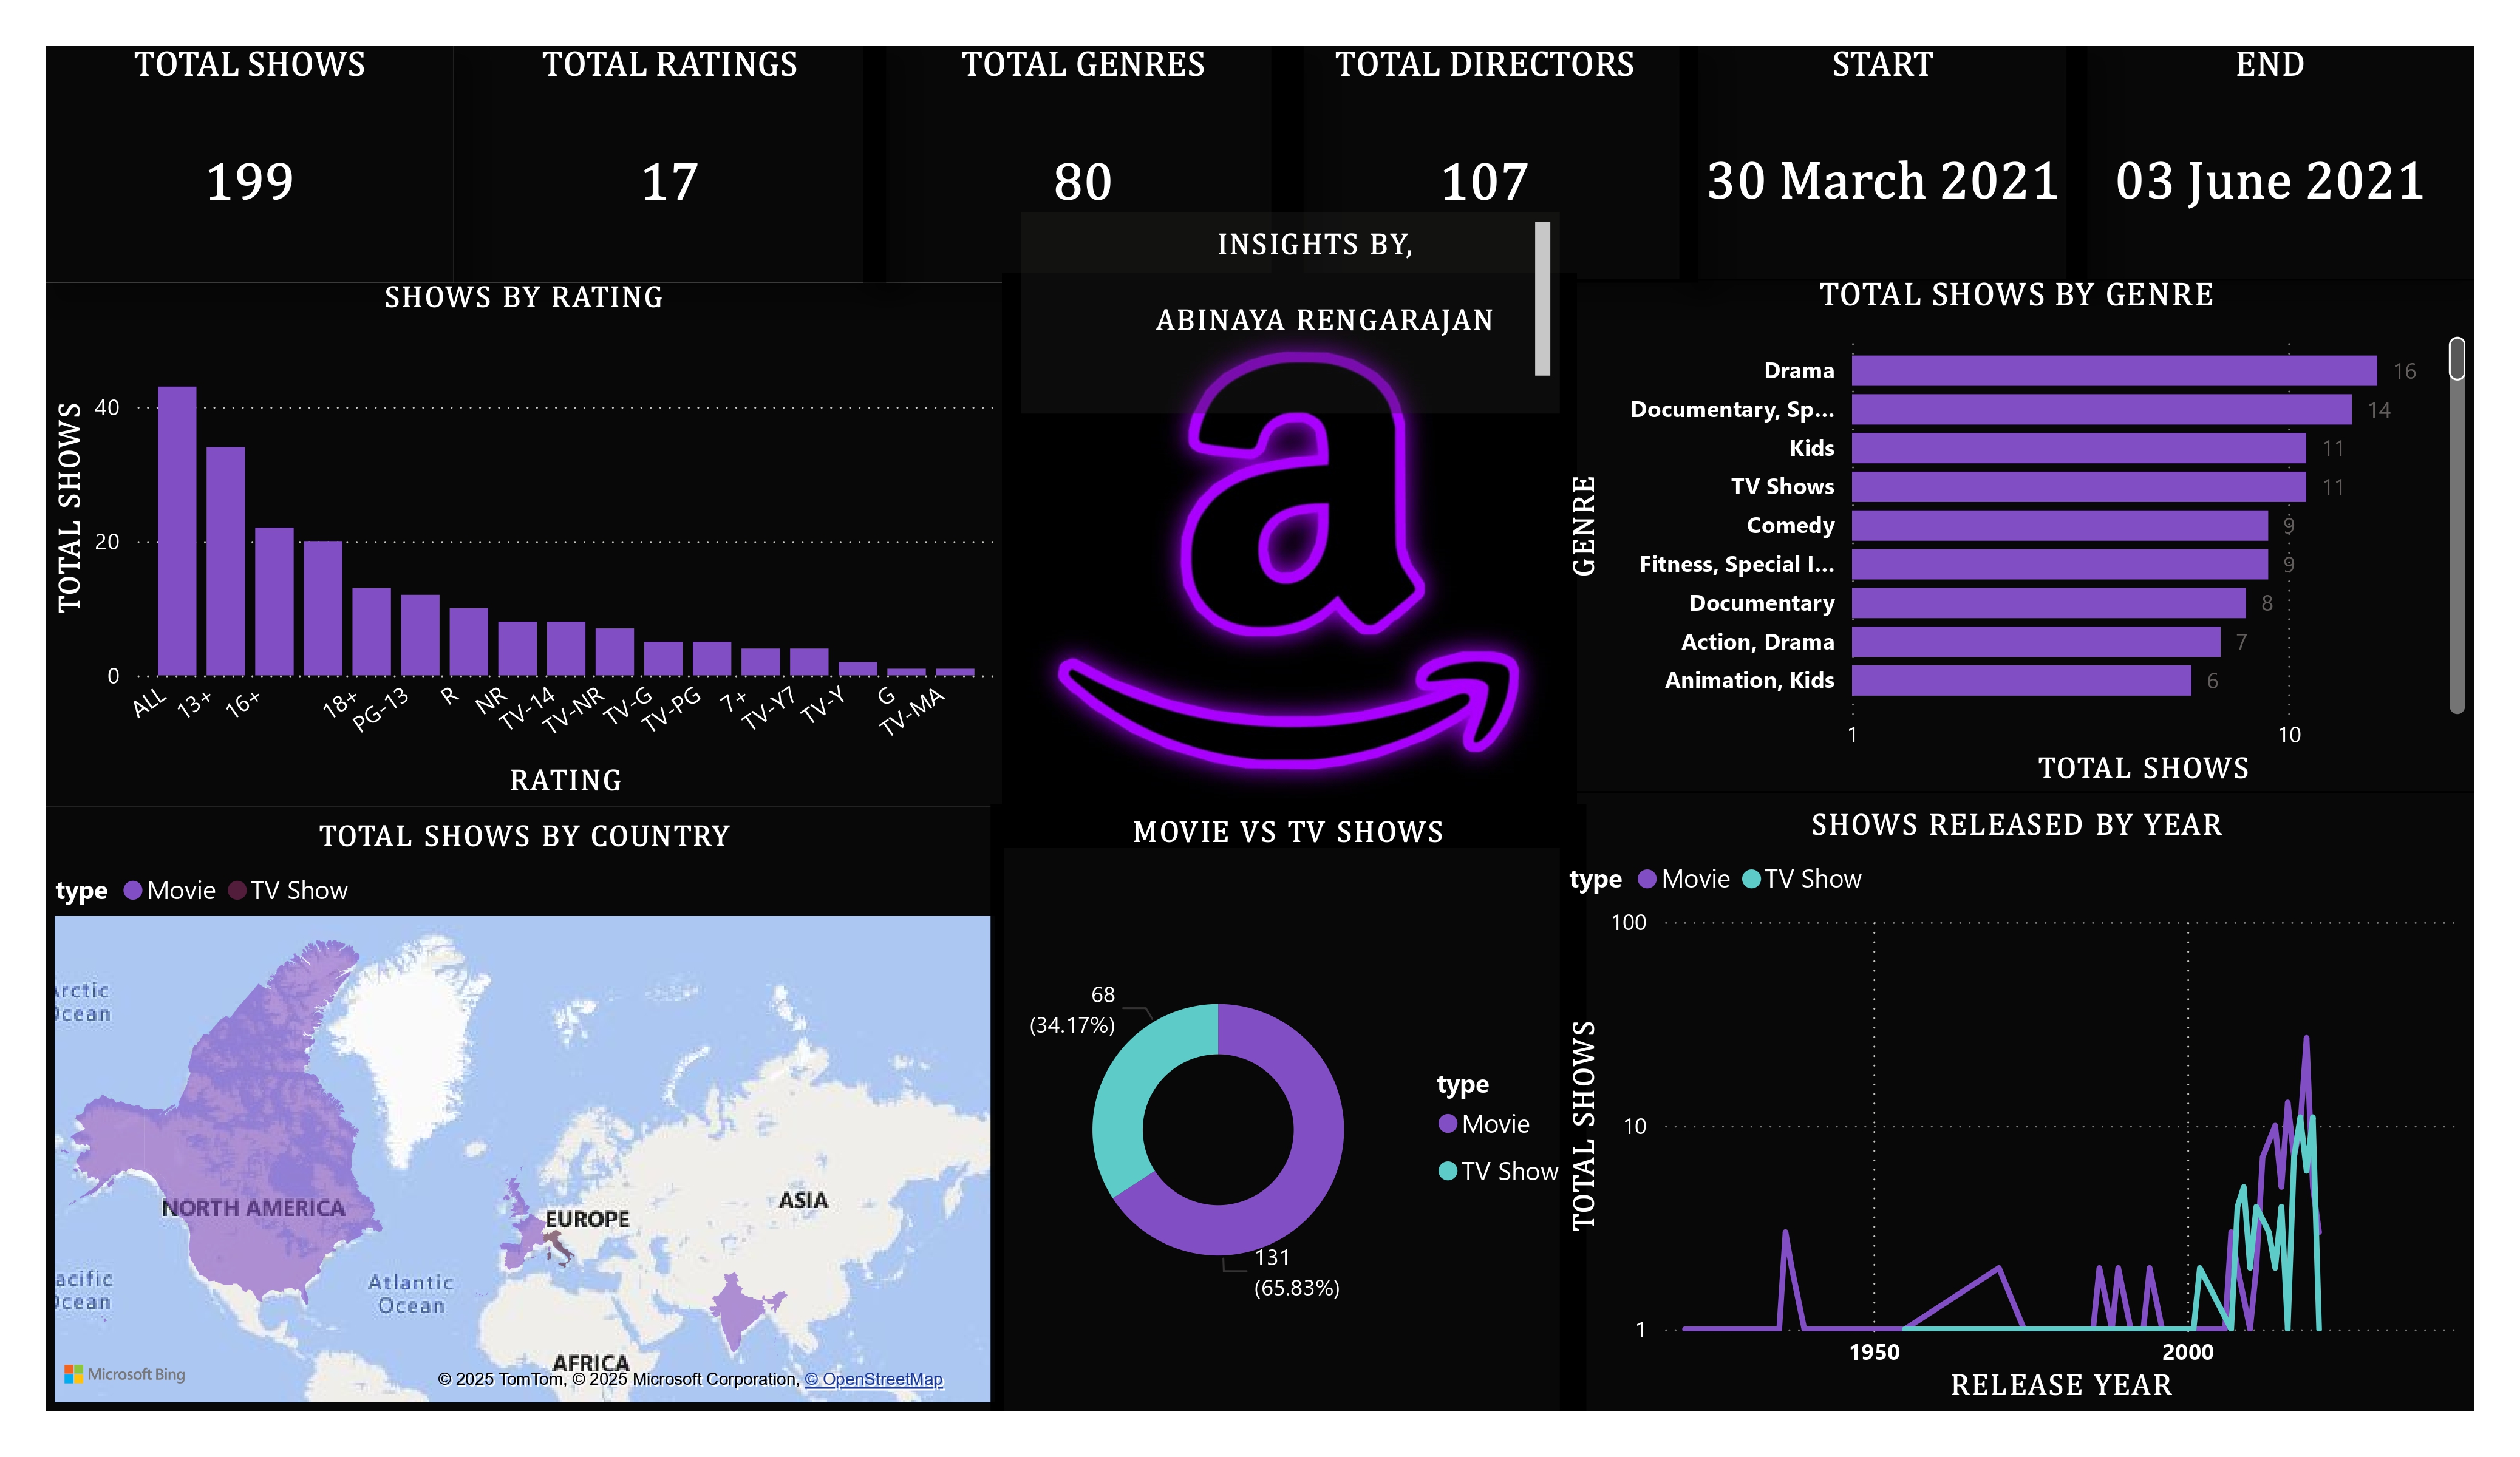 TOTAL SHOWS
199
TOTAL RATINGS
17
TOTAL GENRES
80
TOTAL DIRECTORS
107
START
30 March 2021
END
03 June 2021
INSIGHTS BY,
ABINAYA RENGARAJAN
SHOWS BY RATING
TOTAL SHOWS
40
20
0
ALL
13+
16+
18+
PG-13
R
NR
TV-14
TV-NR
TV-G
TV-PG
7+
TV-Y7
TV-Y
G
TV-MA
RATING
a
TOTAL SHOWS BY GENRE
GENRE
Drama 16
Documentary, Sp... 14
Kids 11
TV Shows 11
Comedy 9
Fitness, Special I... 9
Documentary 8
Action, Drama 7
Animation, Kids 6
1 10
TOTAL SHOWS
TOTAL SHOWS BY COUNTRY
type Movie TV Show
Arctic
Ocean
NORTH AMERICA
EUROPE
ASIA
acific
Ocean
Atlantic
Ocean
AFRICA
Microsoft Bing
© 2025 TomTom, © 2025 Microsoft Corporation, © OpenStreetMap
MOVIE VS TV SHOWS
68
(34.17%)
131
(65.83%)
type
Movie
TV Show
SHOWS RELEASED BY YEAR
type Movie TV Show
TOTAL SHOWS
100
10
1
1950 2000
RELEASE YEAR